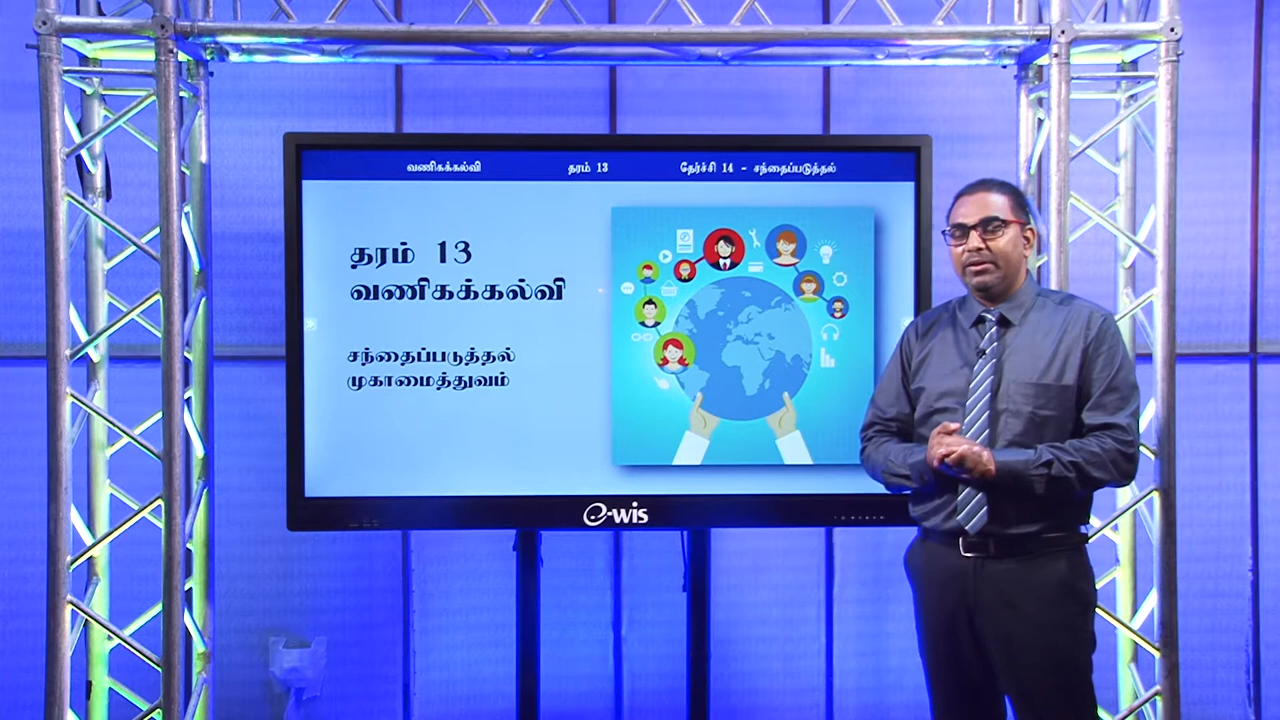 வணிகக்கல்வி தரம் 13 தேர்ச்சி 14 - சந்தைப்படுத்தல்
தரம் 13
வணிகக்கல்வி
சந்தைப்படுத்தல்
முகாமைத்துவம்
e-wis